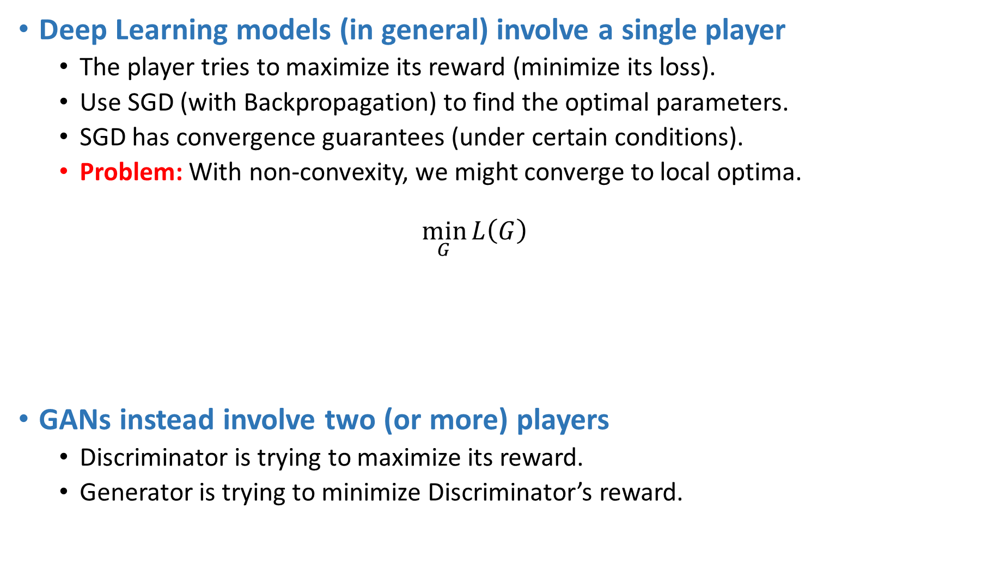 • Deep Learning models (in general) involve a single player
• The player tries to maximize its reward (minimize its loss).
• Use SGD (with Backpropagation) to find the optimal parameters.
• SGD has convergence guarantees (under certain conditions).
• Problem: With non-convexity, we might converge to local optima.
min L(G)
G
• GANs instead involve two (or more) players
• Discriminator is trying to maximize its reward.
• Generator is trying to minimize Discriminator’s reward.